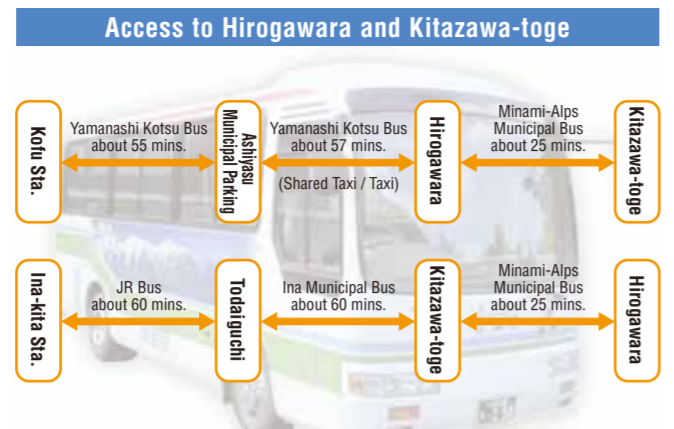 Access to Hirogawara and Kitazawa-toge
Kofu Sta.
Yamanashi Kotsu Bus
about 55 mins.
Ashiyasu
Municipal Parking
Yamanashi Kotsu Bus
about 57 mins.
(Shared Taxi / Taxi)
Hirogawara
Minami-Alps
Municipal Bus
about 25 mins.
Kitazawa-toge
Ina-kita Sta.
JR Bus
about 60 mins.
Todaiguchi
Ina Municipal Bus
about 60 mins.
Kitazawa-toge
Minami-Alps
Municipal Bus
about 25 mins.
Hirogawara